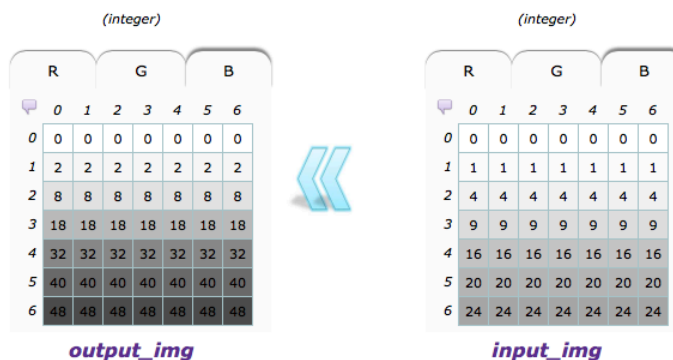 (integer) (integer)
R G B R G B
0 1 2 3 4 5 6 0 1 2 3 4 5 6
0 0 0 0 0 0 0 0 0 0 0 0 0 0 0 0
1 2 2 2 2 2 2 2 1 1 1 1 1 1 1 1
2 8 8 8 8 8 8 8 2 4 4 4 4 4 4 4
3 18 18 18 18 18 18 18 3 9 9 9 9 9 9 9
4 32 32 32 32 32 32 32 4 16 16 16 16 16 16 16
5 40 40 40 40 40 40 40 5 20 20 20 20 20 20 20
6 48 48 48 48 48 48 48 6 24 24 24 24 24 24 24
output_img input_img